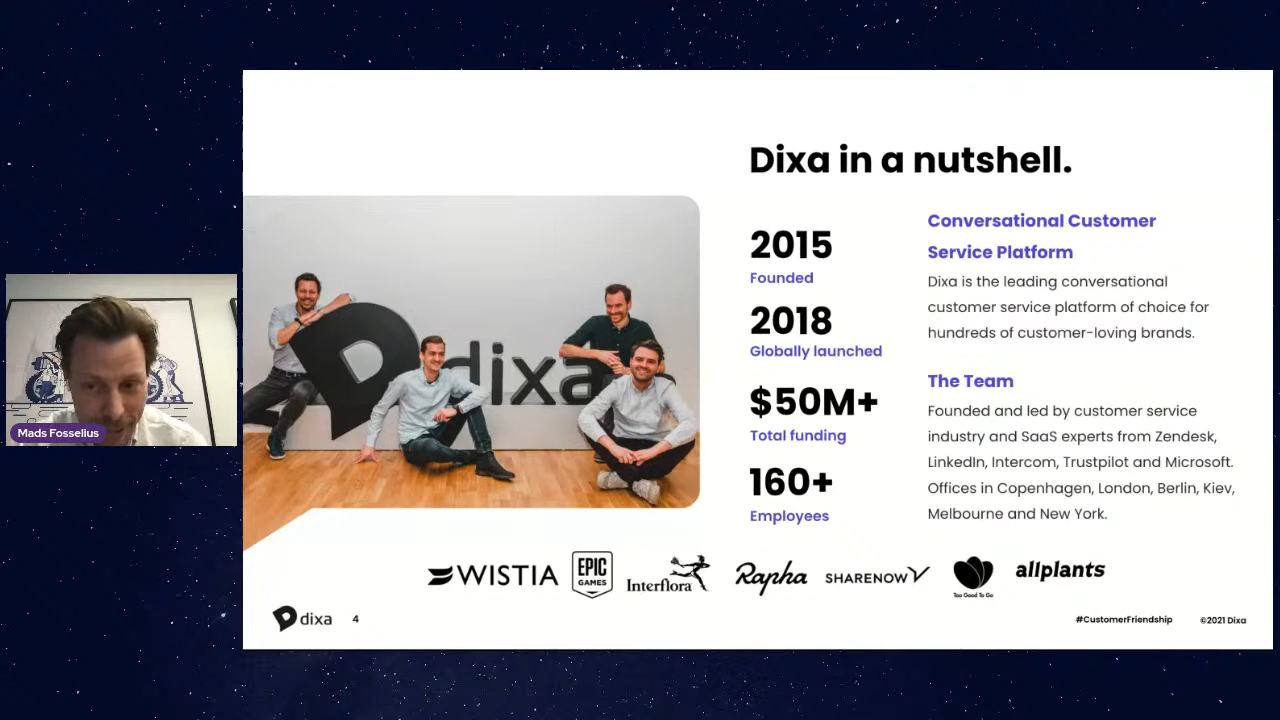 Dixa in a nutshell.
2015
Founded
2018
Globally launched
$50M+
Total funding
160+
Employees
Conversational Customer
Service Platform
Dixa is the leading conversational
customer service platform of choice for
hundreds of customer-loving brands.
The Team
Founded and led by customer service
industry and SaaS experts from Zendesk,
LinkedIn, Intercom, Trustpilot and Microsoft.
Offices in Copenhagen, London, Berlin, Kiev,
Melbourne and New York.
dixa
Mads Fosselius
WISTIA
EPIC
GAMES
Interflora
Rapha
SHARENOW
Too Good To Go
allplants
dixa
4
#CustomerFriendship
©2021 Dixa